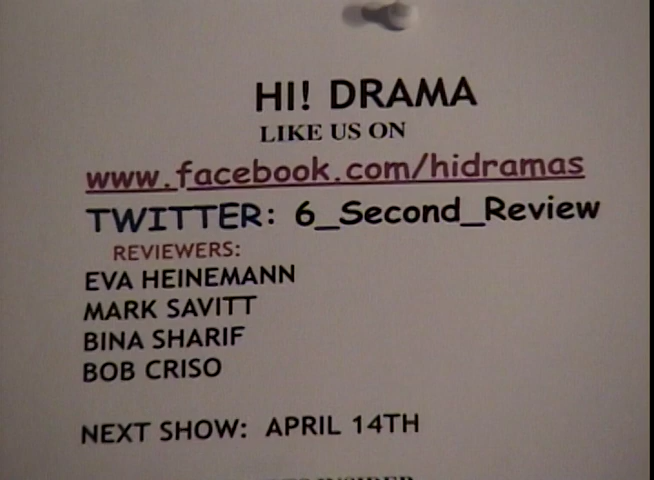 HI! DRAMA
LIKE US ON
www.facebook.com/hidramas
TWITTER: 6_Second_Review
REVIEWERS:
EVA HEINEMANN
MARK SAVITT
BINA SHARIF
BOB CRISO
NEXT SHOW: APRIL 14TH